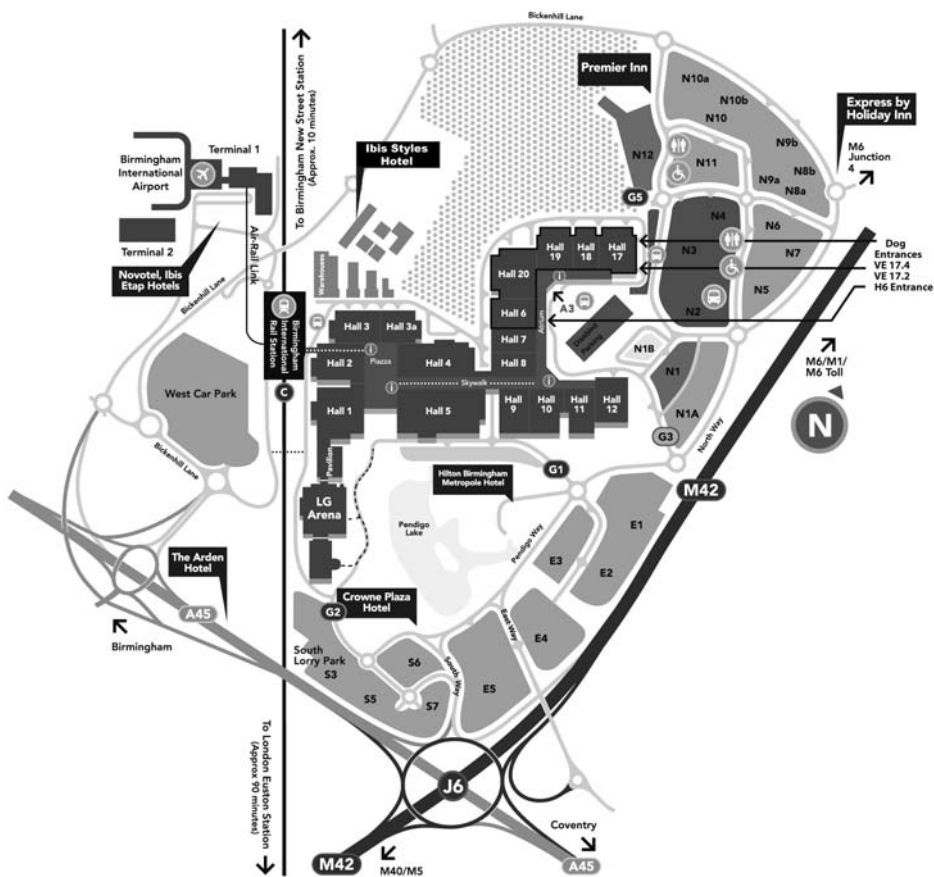 Bickenhill Lane
To Birmingham New Street Station
(Approx. 10 minutes)
Premier Inn
N10a
N10b
N10
Express by
Holiday Inn
M6
Junction
4
Terminal 1
Birmingham
International
Airport
Ibis Styles
Hotel
N12
N11
N9b
N9a
N8b
N8a
G5
N4
N6
N3
N7
Terminal 2
Air-Rail Link
Novotel, Ibis
Etap Hotels
Hall
19
Hall
18
Hall
17
Dog
Entrances
VE 17.4
VE 17.2
H6 Entrance
Hall 20
Warehouses
N5
Bickenhill Lane
A3
N2
Hall 6
Atrium
Disabled
Parking
Birmingham
International
Rail Station
Hall 3
Hall 3a
Hall 7
N1B
Hall 2
Piazza
Hall 4
Hall 8
M6/M1/
M6 Toll
N1
Skywalk
West Car Park
C
Hall 1
Hall 5
Hall
9
Hall
10
Hall
11
Hall
12
N1A
N
G3
North Way
Bickenhill Lane
Pavilion
Hilton Birmingham
Metropole Hotel
G1
M42
LG
Arena
Pendigo
Lake
E1
Pendigo Way
E3
E2
The Arden
Hotel
A45
Crowne Plaza
Hotel
G2
East Way
E4
Birmingham
South
Lorry Park
S3
S6
South Way
S5
S7
E5
To London Euston Station
(Approx 90 minutes)
J6
Coventry
M42
M40/M5
A45